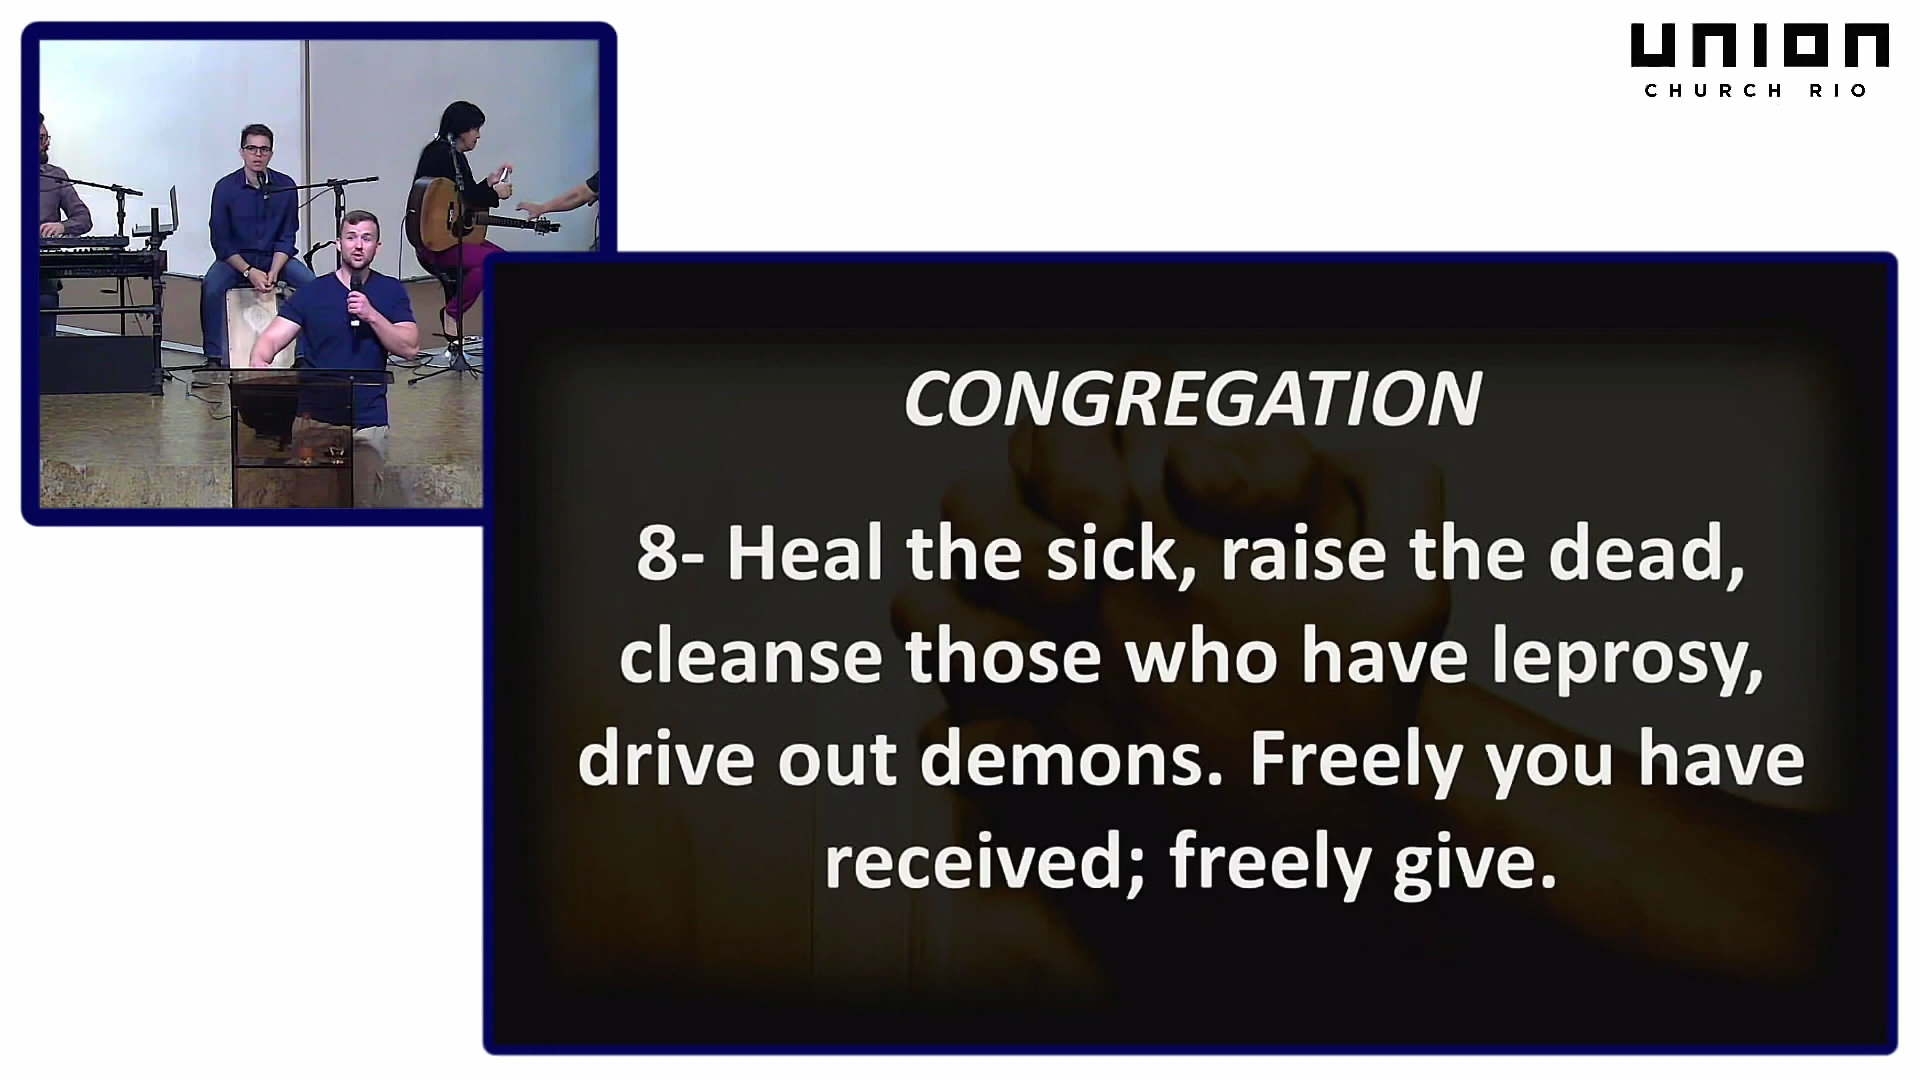 UNION
CHURCH RIO
CONGREGATION
8- Heal the sick, raise the dead,
cleanse those who have leprosy,
drive out demons. Freely you have
received; freely give.